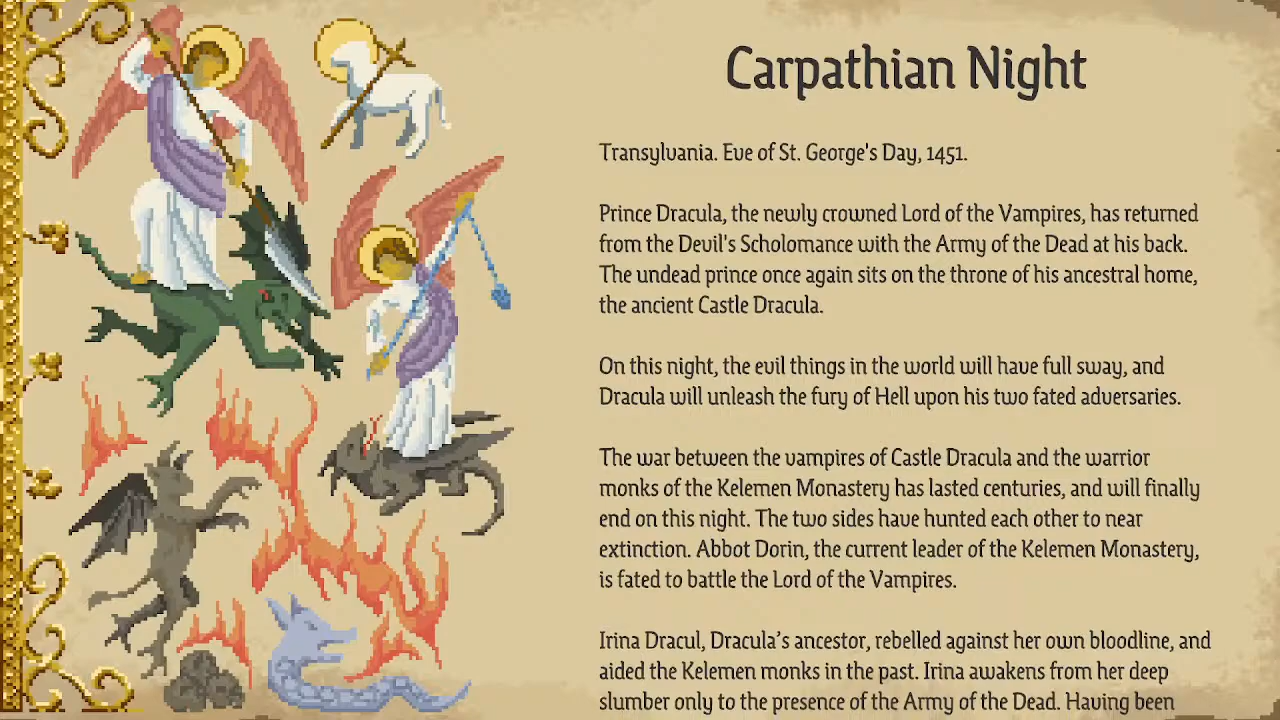 Carpathian Night
Transylvania. Eve of St. George's Day, 1451.
Prince Dracula, the newly crowned Lord of the Vampires, has returned
from the Devil's Scholomance with the Army of the Dead at his back.
The undead prince once again sits on the throne of his ancestral home,
the ancient Castle Dracula.
On this night, the evil things in the world will have full sway, and
Dracula will unleash the fury of Hell upon his two fated adversaries.
The war between the vampires of Castle Dracula and the warrior
monks of the Kelemen Monastery has lasted centuries, and will finally
end on this night. The two sides have hunted each other to near
extinction. Abbot Dorin, the current leader of the Kelemen Monastery,
is fated to battle the Lord of the Vampires.
Irina Dracul, Dracula’s ancestor, rebelled against her own bloodline, and
aided the Kelemen monks in the past. Irina awakens from her deep
slumber only to the presence of the Army of the Dead. Having been